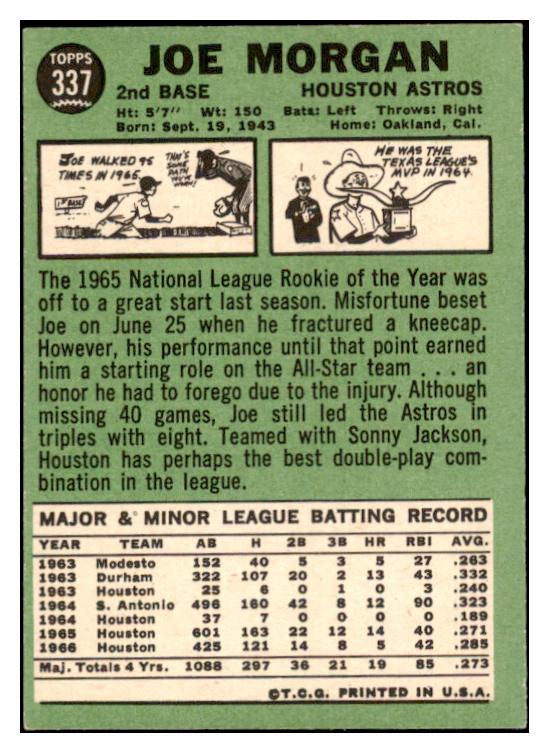 TOPPS
337
JOE MORGAN
2nd BASE HOUSTON ASTROS
Ht: 5'7" Wt: 150 Bats: Left Throws: Right
Born: Sept. 19, 1943 Home: Oakland, Cal.
JOE WALKED 95
TIMES IN 1965.
THAT'S
SOME
PATH
YOU'VE
WORN!
1ST BASE
HE WAS THE
TEXAS LEAGUE'S
MVP IN 1964.
The 1965 National League Rookie of the Year was
off to a great start last season. Misfortune beset
Joe on June 25 when he fractured a kneecap.
However, his performance until that point earned
him a starting role on the All-Star team . . . an
honor he had to forego due to the injury. Although
missing 40 games, Joe still led the Astros in
triples with eight. Teamed with Sonny Jackson,
Houston has perhaps the best double-play com-
bination in the league.
MAJOR & MINOR LEAGUE BATTING RECORD
YEAR TEAM AB H 2B 3B HR RBI AVG.
1963 Modesto 152 40 5 3 5 27 .263
1963 Durham 322 107 20 2 13 43 .332
1963 Houston 25 6 0 1 0 3 .240
1964 S. Antonio 496 160 42 8 12 90 .323
1964 Houston 37 7 0 0 0 0 .189
1965 Houston 601 163 22 12 14 40 .271
1966 Houston 425 121 14 8 5 42 .285
Maj. Totals 4 Yrs. 1088 297 36 21 19 85 .273
©T.C.G. PRINTED IN U.S.A.